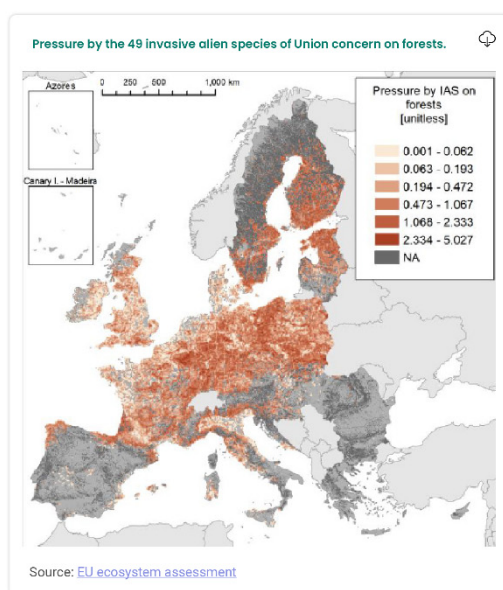 Pressure by the 49 invasive alien species of Union concern on forests.
Azores
0 250 500 1,000 km
Canary I. - Madeira
Pressure by IAS on
forests
[unitless]
0.001 - 0.062
0.063 - 0.193
0.194 - 0.472
0.473 - 1.067
1.068 - 2.333
2.334 - 5.027
NA
Source: EU ecosystem assessment